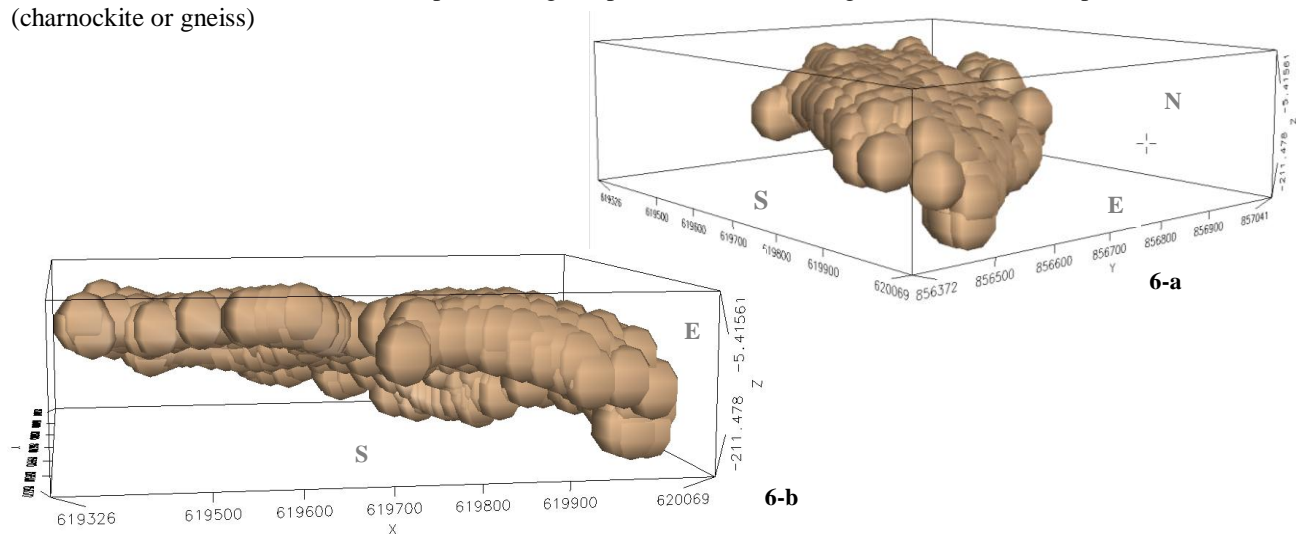 (charnockite or gneiss)
N
S
E
-211.478 -5.41561
Z
619326
619500
619600
619700
619800
619900
620069
856372
856500
856600
856700
856800
856900
857041
Y
6-a
E
-211.478 -5.41561
Z
S
619326
619500
619600
619700
619800
619900
620069
X
6-b